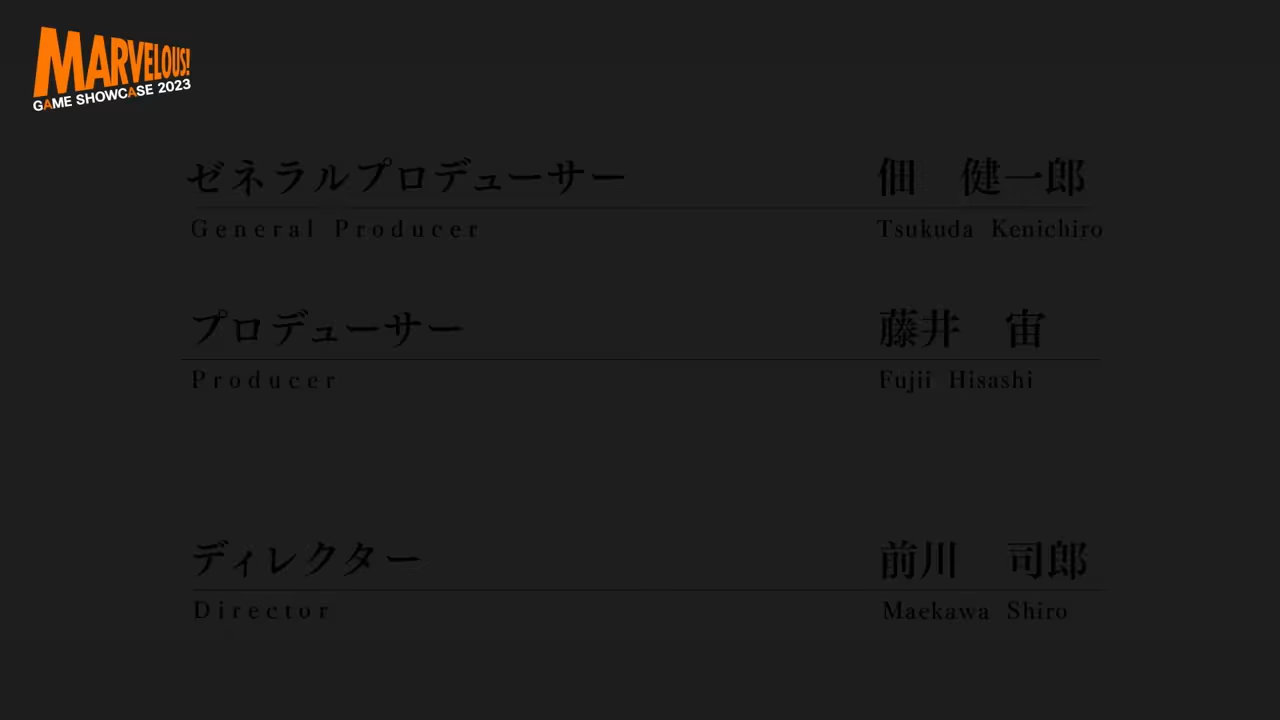 MARVELOUS!
GAME SHOWCASE 2023
ゼネラルプロデューサー 佃 健一郎
General Producer Tsukuda Kenichiro
プロデューサー 藤井 宙
Producer Fujii Hisashi
ディレクター 前川 司郎
Director Maekawa Shiro